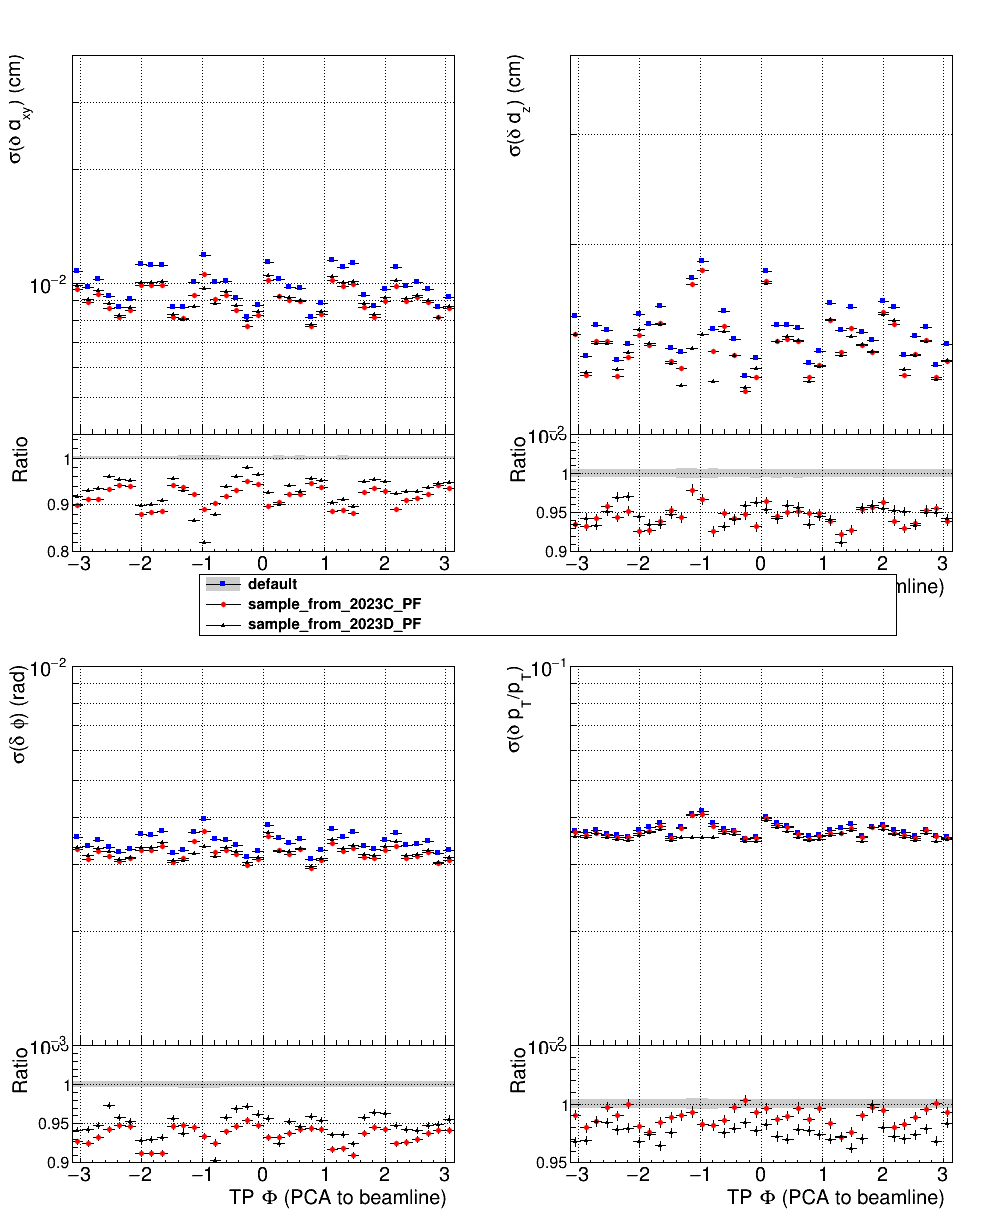 σ(δ d_xy) (cm)
10⁻²
Ratio
1
0.9
0.8
−3 −2 −1 0 1 2 3
σ(δ d_z) (cm)
10⁻²
Ratio
1
0.95
0.9
−3 −2 −1 0 1 2 3
mline)
default
sample_from_2023C_PF
sample_from_2023D_PF
10⁻²
σ(δ ϕ) (rad)
10⁻³
Ratio
1
0.95
0.9
−3 −2 −1 0 1 2 3
TP Φ (PCA to beamline)
10⁻¹
σ(δ p_T/p_T)
10⁻²
Ratio
1
0.95
−3 −2 −1 0 1 2 3
TP Φ (PCA to beamline)